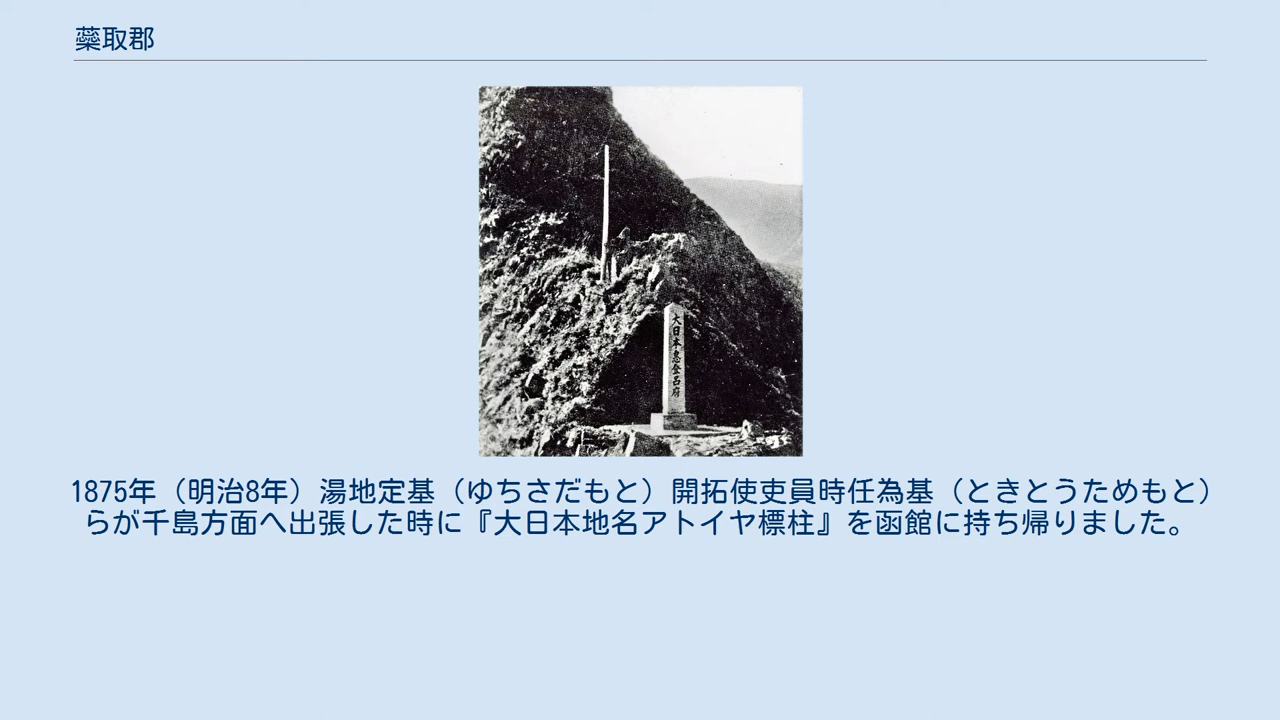 蘂取郡
大日本恵登呂府
1875年（明治8年）湯地定基（ゆちさだもと）開拓使吏員時任為基（ときとうためもと）
らが千島方面へ出張した時に『大日本地名アトイヤ標柱』を函館に持ち帰りました。